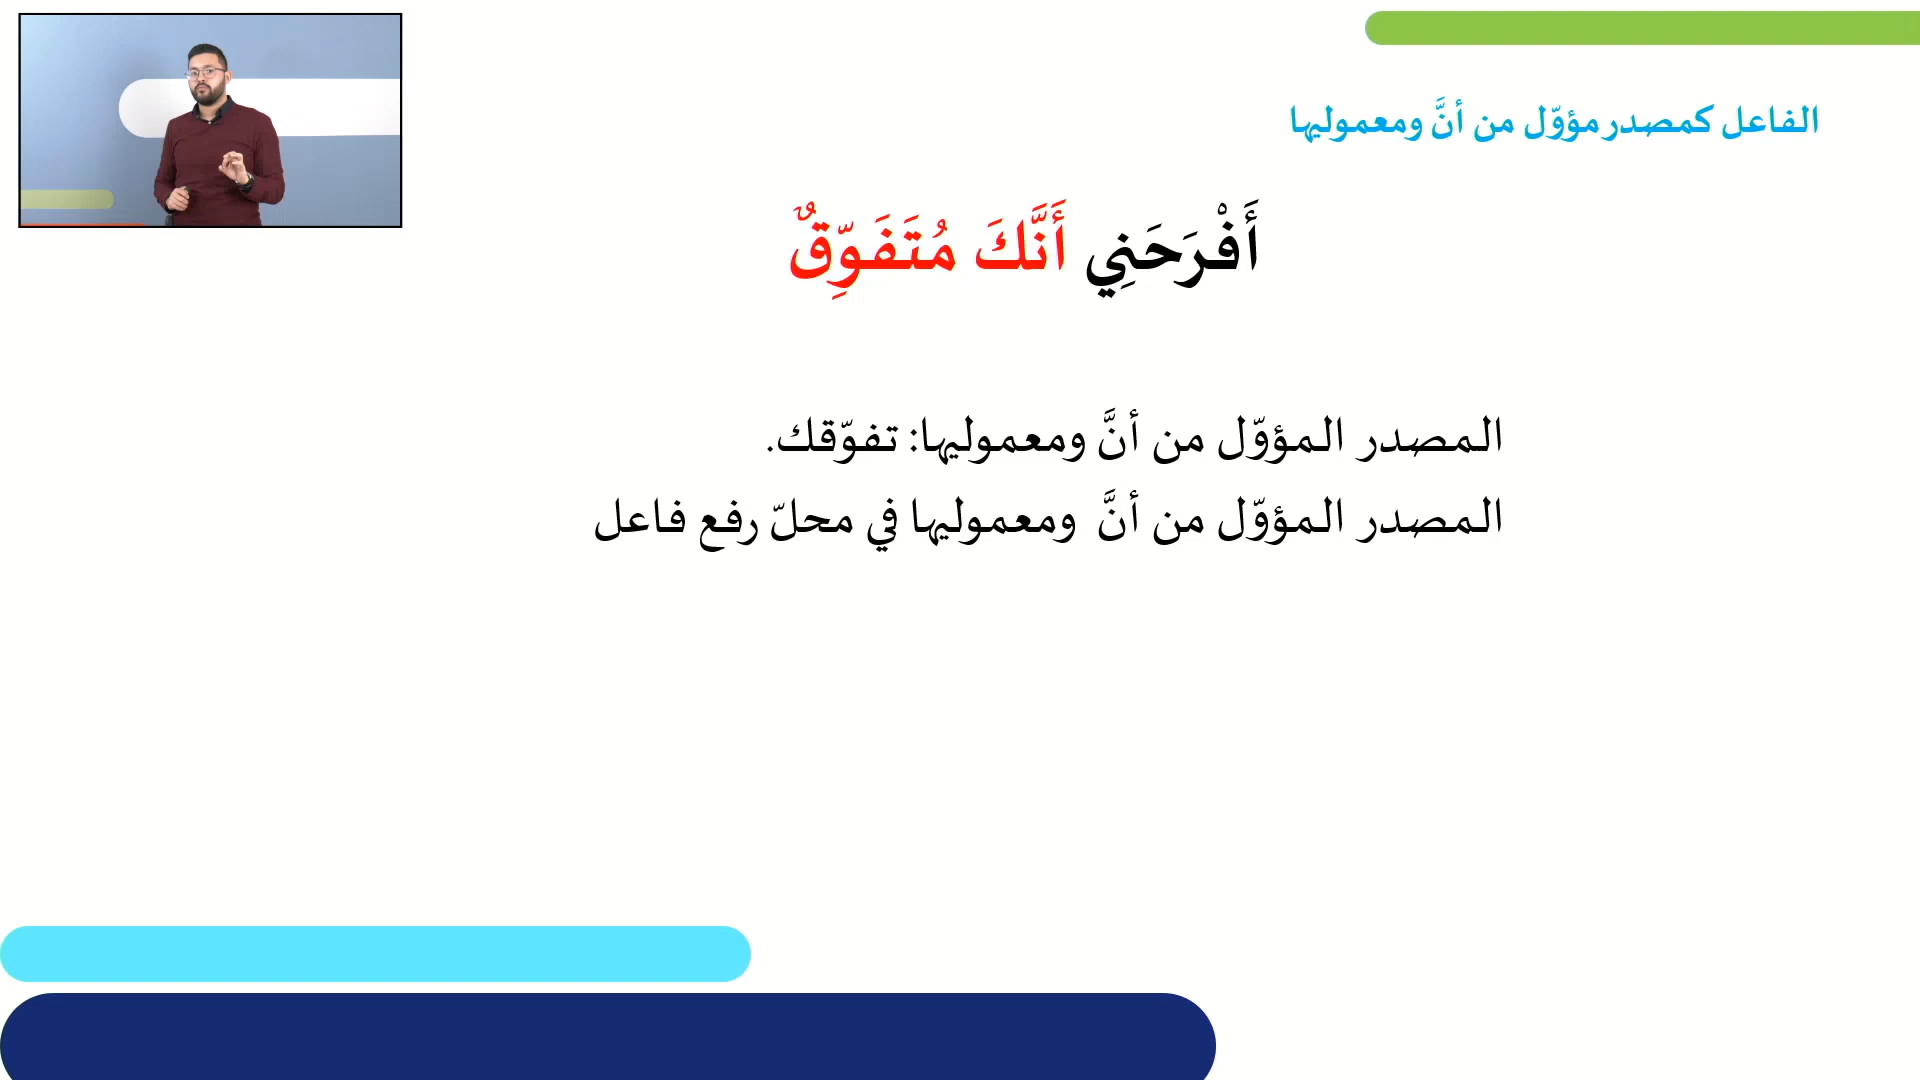 الفاعل كمصدر مؤوّل من أنَّ ومعموليها
أَفْرَحَنِي أَنَّكَ مُتَفَوِّقٌ
المصدر المؤوّل من أنَّ ومعموليها: تفوّقك.
المصدر المؤوّل من أنَّ ومعموليها في محلّ رفع فاعل